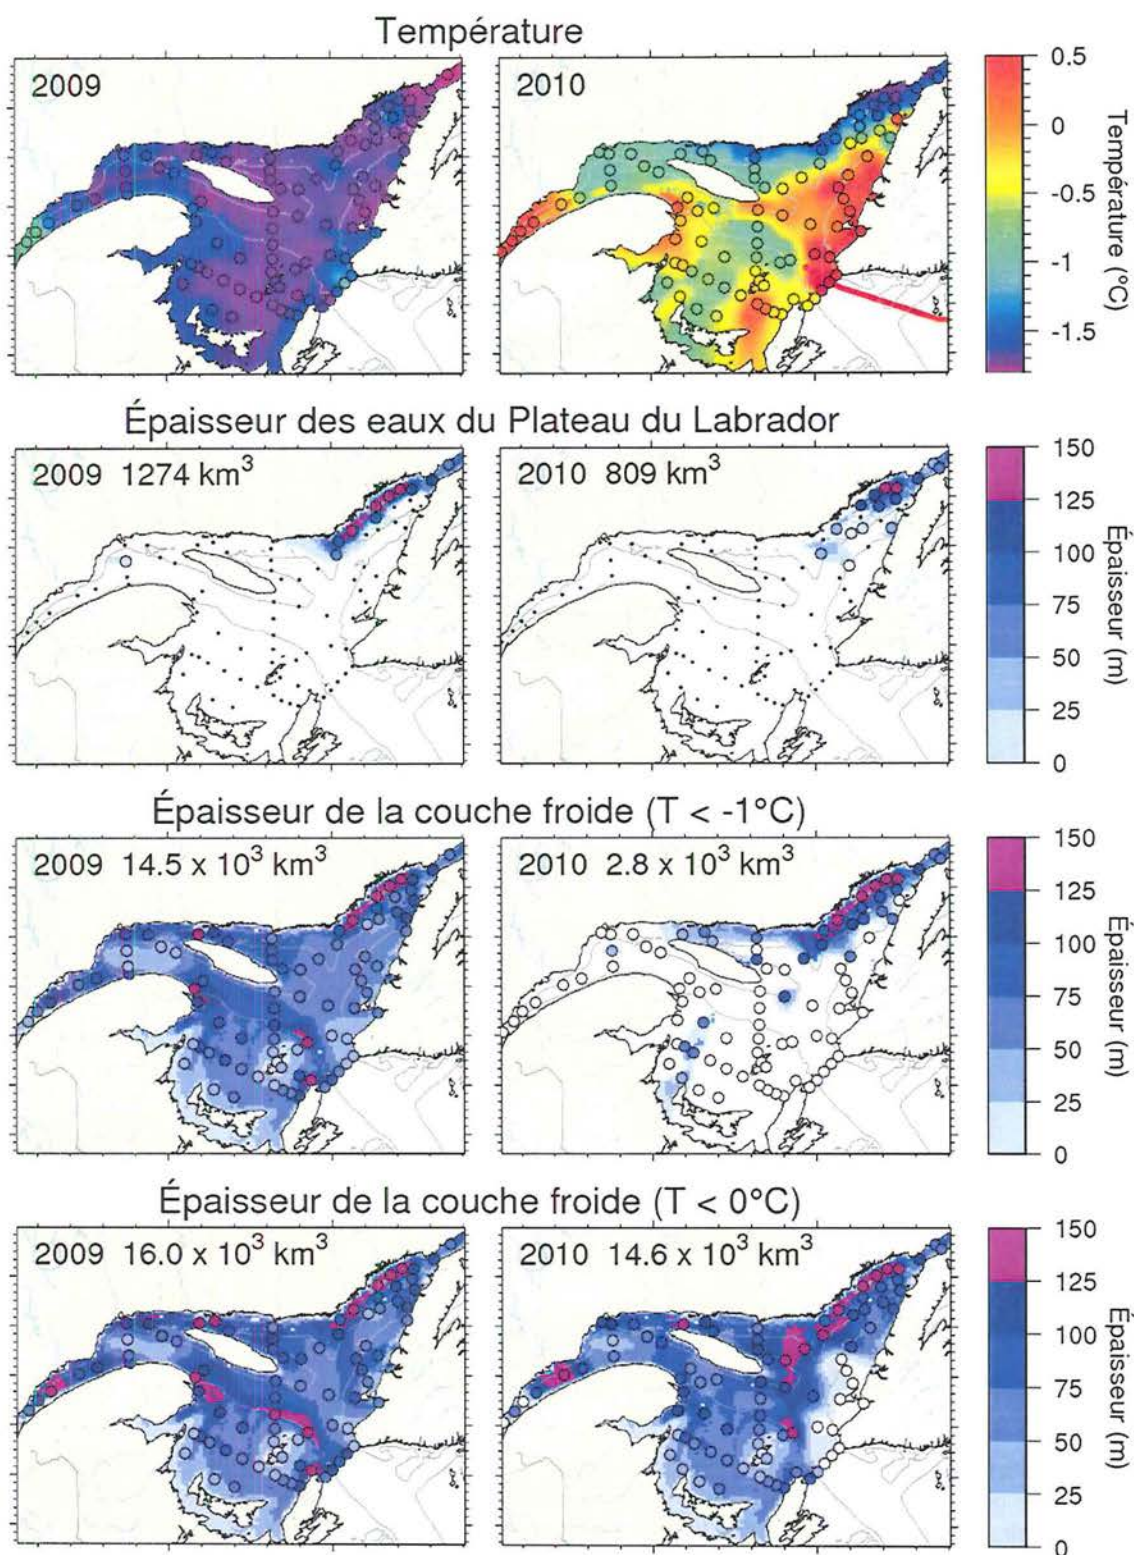 Température
2009
2010
0.5
0
-0.5
-1
-1.5
Température (°C)
Épaisseur des eaux du Plateau du Labrador
2009 1274 km³
2010 809 km³
150
125
100
75
50
25
0
Épaisseur (m)
Épaisseur de la couche froide (T < -1°C)
2009 14.5 x 10³ km³
2010 2.8 x 10³ km³
150
125
100
75
50
25
0
Épaisseur (m)
Épaisseur de la couche froide (T < 0°C)
2009 16.0 x 10³ km³
2010 14.6 x 10³ km³
150
125
100
75
50
25
0
Épaisseur (m)